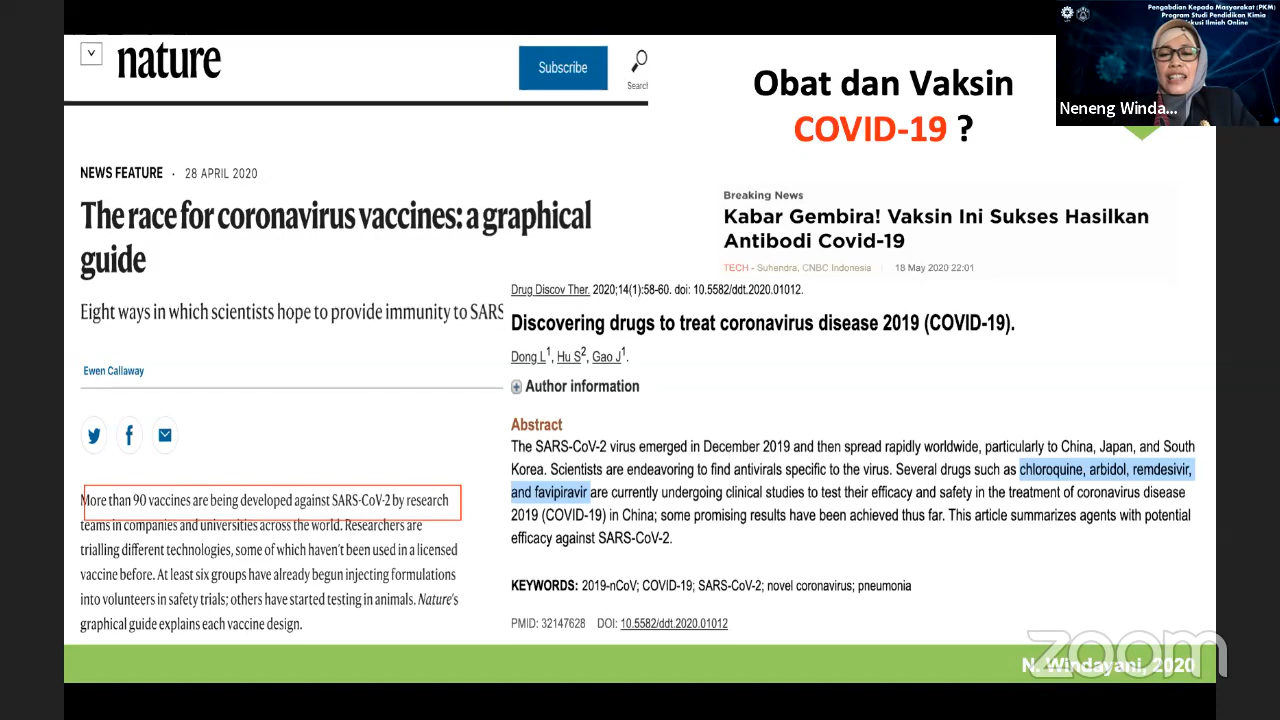 nature
Subscribe
Search
NEWS FEATURE · 28 APRIL 2020
The race for coronavirus vaccines: a graphical
guide
Eight ways in which scientists hope to provide immunity to SARS
Ewen Callaway
More than 90 vaccines are being developed against SARS-CoV-2 by research
teams in companies and universities across the world. Researchers are
trialling different technologies, some of which haven't been used in a licensed
vaccine before. At least six groups have already begun injecting formulations
into volunteers in safety trials; others have started testing in animals. Nature's
graphical guide explains each vaccine design.
Obat dan Vaksin
COVID-19 ?
Breaking News
Kabar Gembira! Vaksin Ini Sukses Hasilkan
Antibodi Covid-19
TECH - Suhendra, CNBC Indonesia 18 May 2020 22:01
Drug Discov Ther. 2020;14(1):58-60. doi: 10.5582/ddt.2020.01012.
Discovering drugs to treat coronavirus disease 2019 (COVID-19).
Dong L1, Hu S2, Gao J1.
Author information
Abstract
The SARS-CoV-2 virus emerged in December 2019 and then spread rapidly worldwide, particularly to China, Japan, and South
Korea. Scientists are endeavoring to find antivirals specific to the virus. Several drugs such as chloroquine, arbidol, remdesivir,
and favipiravir are currently undergoing clinical studies to test their efficacy and safety in the treatment of coronavirus disease
2019 (COVID-19) in China; some promising results have been achieved thus far. This article summarizes agents with potential
efficacy against SARS-CoV-2.
KEYWORDS: 2019-nCoV; COVID-19; SARS-CoV-2; novel coronavirus; pneumonia
PMID: 32147628 DOI: 10.5582/ddt.2020.01012
Pengabdian Kepada Masyarakat (PKM)
Program Studi Pendidikan Kimia
Online
Neneng Winda...
N. Windayani, 2020
zoom